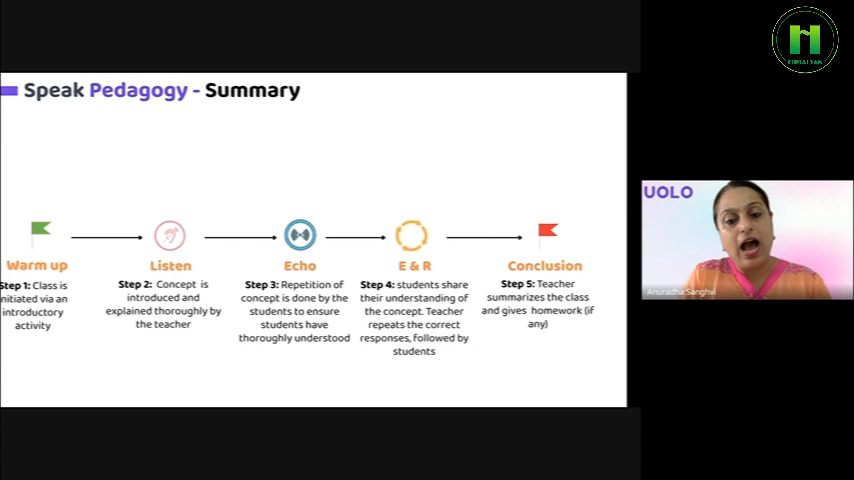 Speak Pedagogy - Summary
Warm up
Step 1: Class is
initiated via an
introductory
activity
Listen
Step 2: Concept is
introduced and
explained thoroughly by
the teacher
Echo
Step 3: Repetition of
concept is done by the
students to ensure
students have
thoroughly understood
E & R
Step 4: students share
their understanding of
the concept. Teacher
repeats the correct
responses, followed by
students
Conclusion
Step 5: Teacher
summarizes the class
and gives homework (if
any)
UOLO
Anuradha Sanghvi